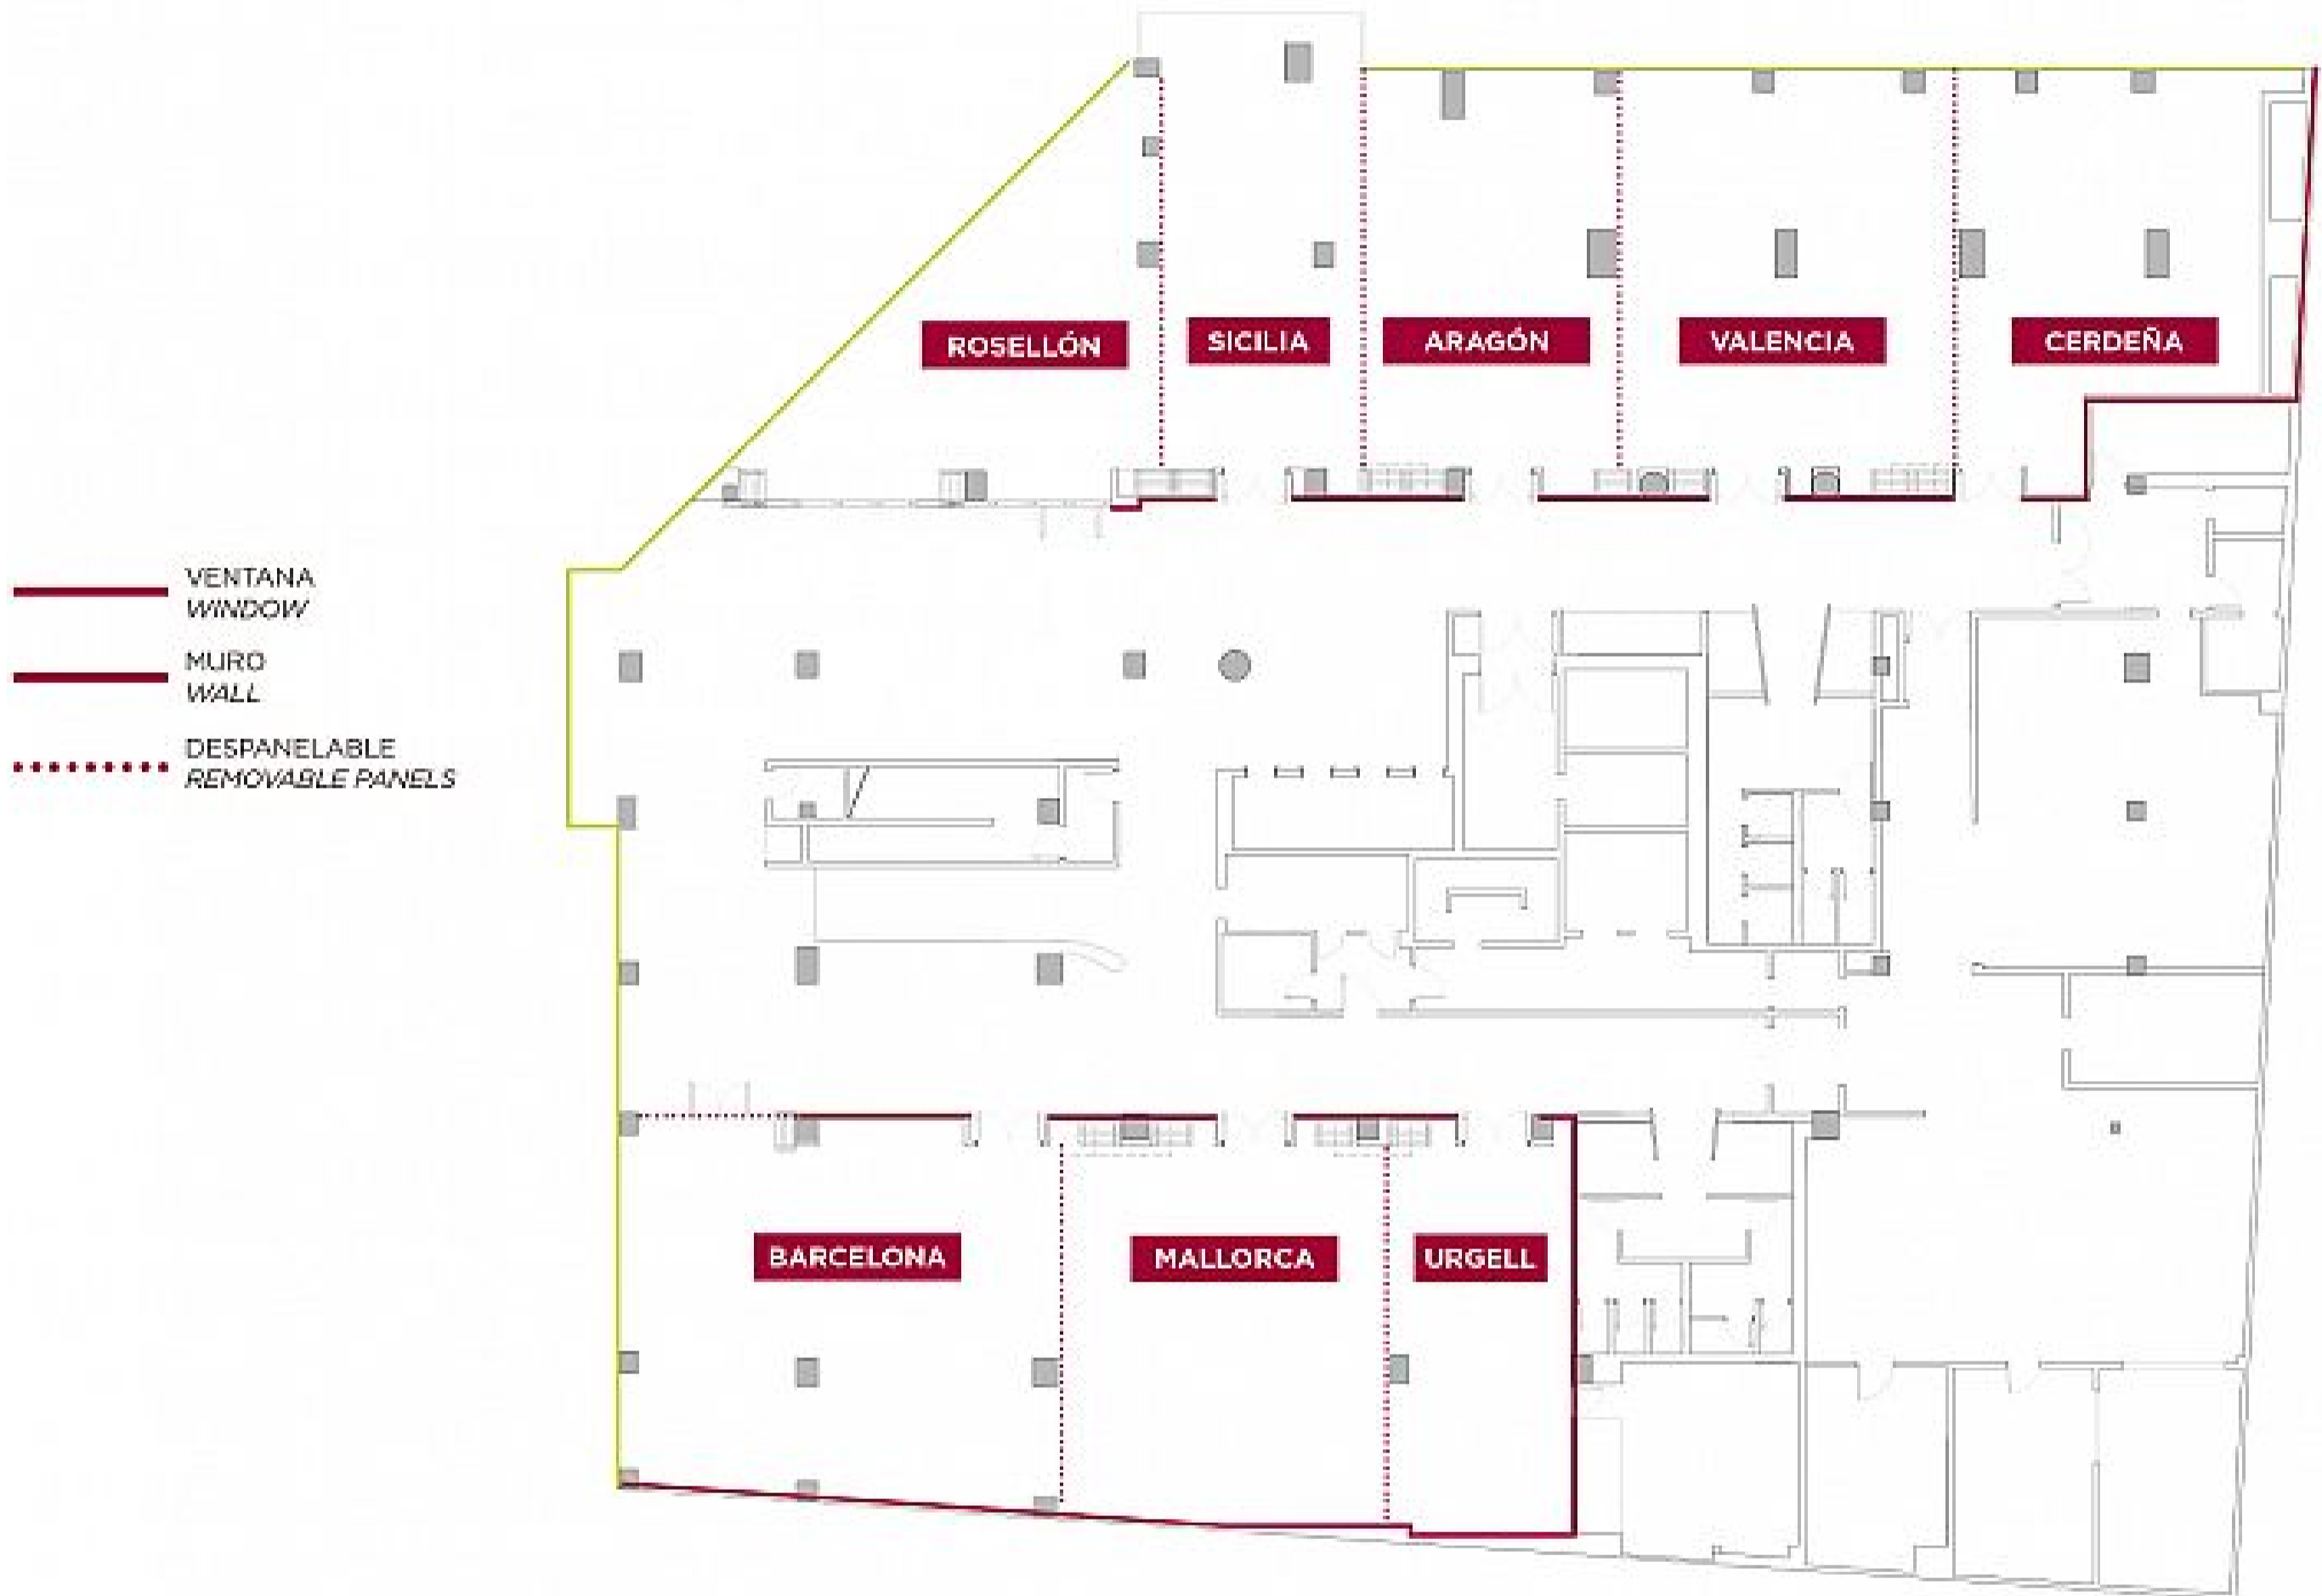 ROSELLÓN
SICILIA
ARAGÓN
VALENCIA
CERDEÑA
VENTANA
WINDOW
MURO
WALL
DESPANELABLE
REMOVABLE PANELS
BARCELONA
MALLORCA
URGELL